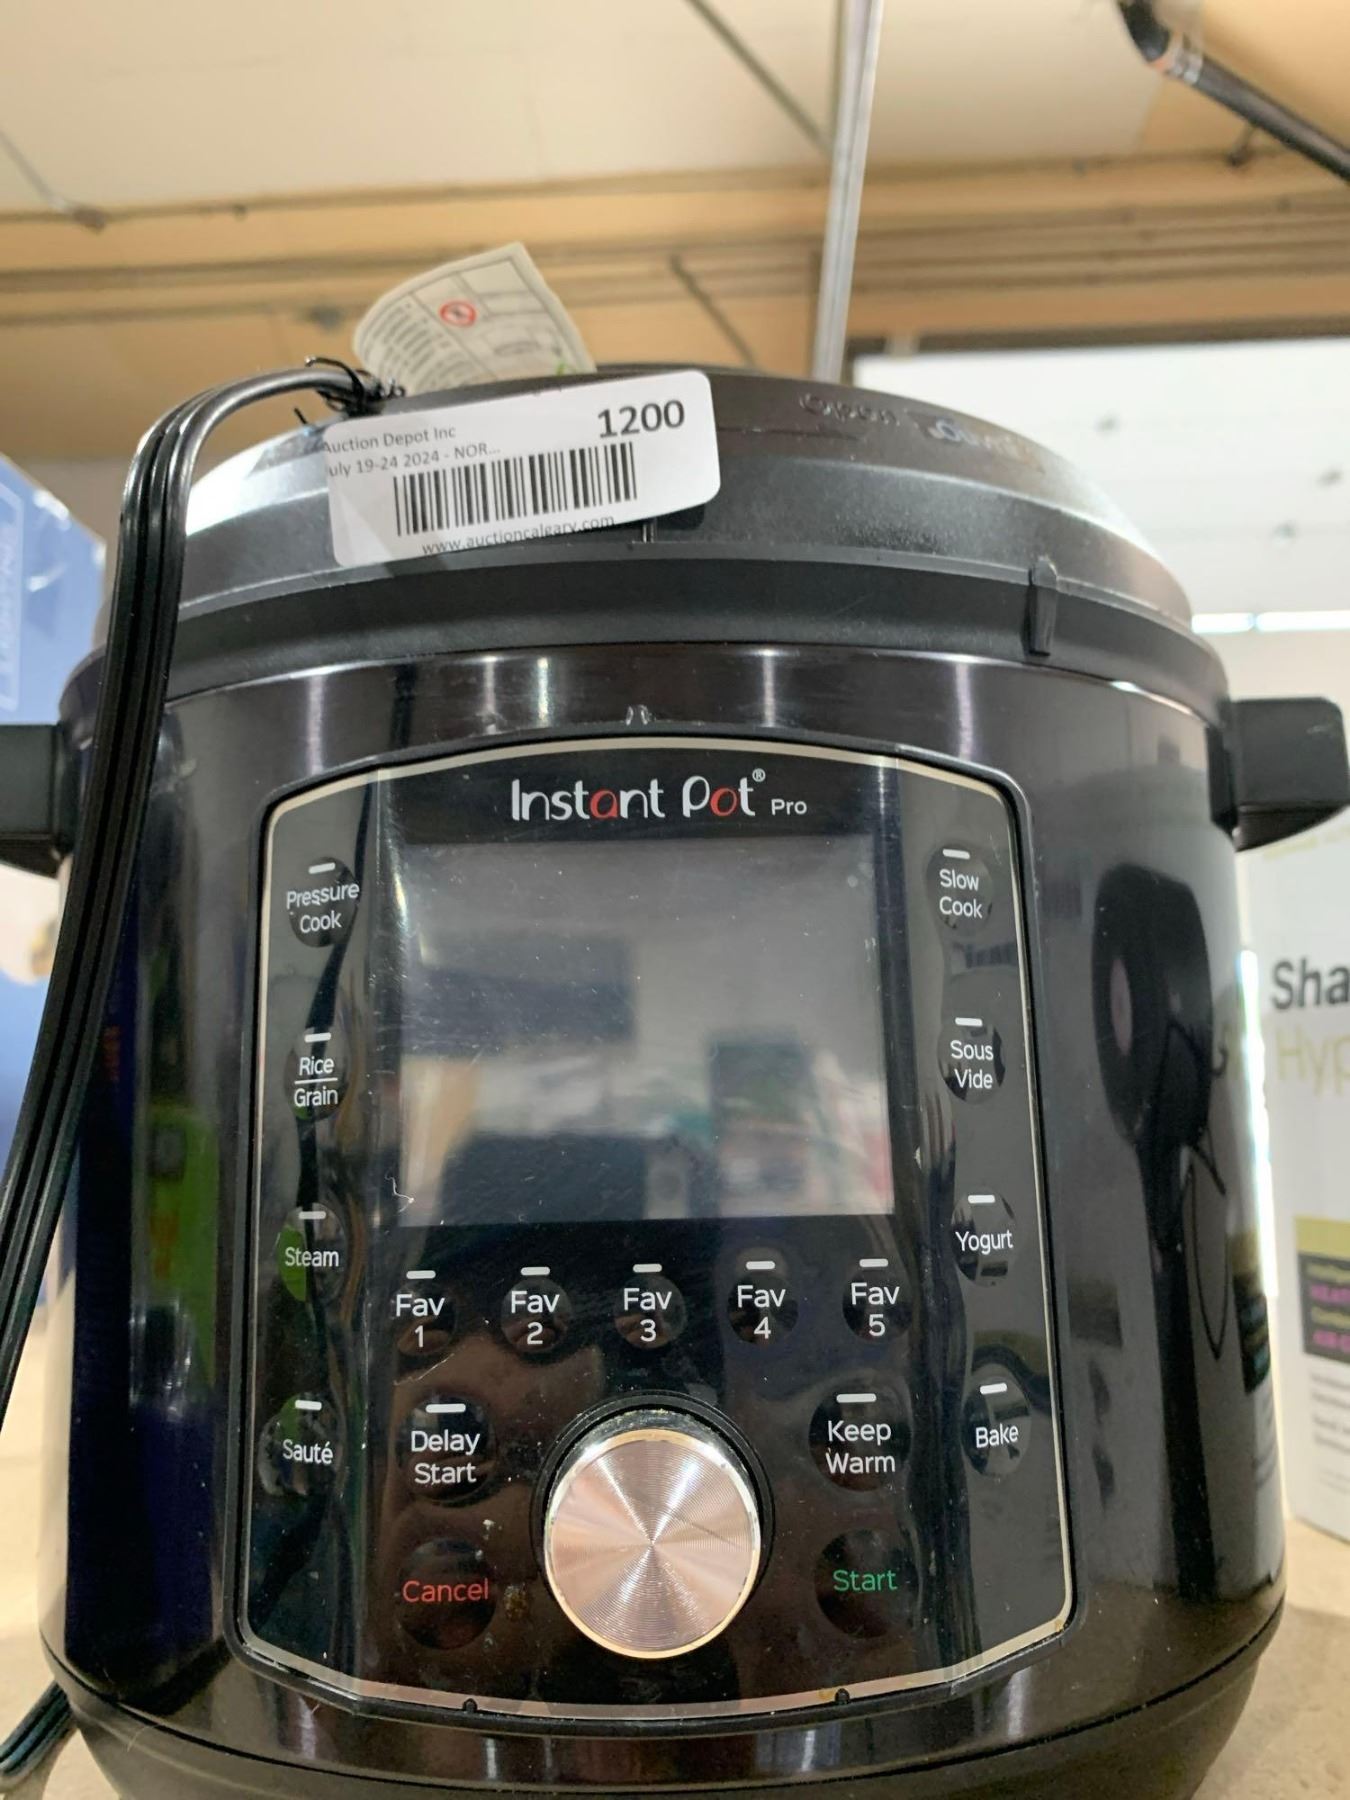 Auction Depot Inc
1200
July 19-24 2024 - NOR...
www.auctioncalgary.com
Open
Instant Pot® Pro
Pressure
Cook
Slow
Cook
Rice
Grain
Sous
Vide
Steam
Yogurt
Fav
1
Fav
2
Fav
3
Fav
4
Fav
5
Sauté
Delay
Start
Keep
Warm
Bake
Cancel
Start
Sha
Hyp